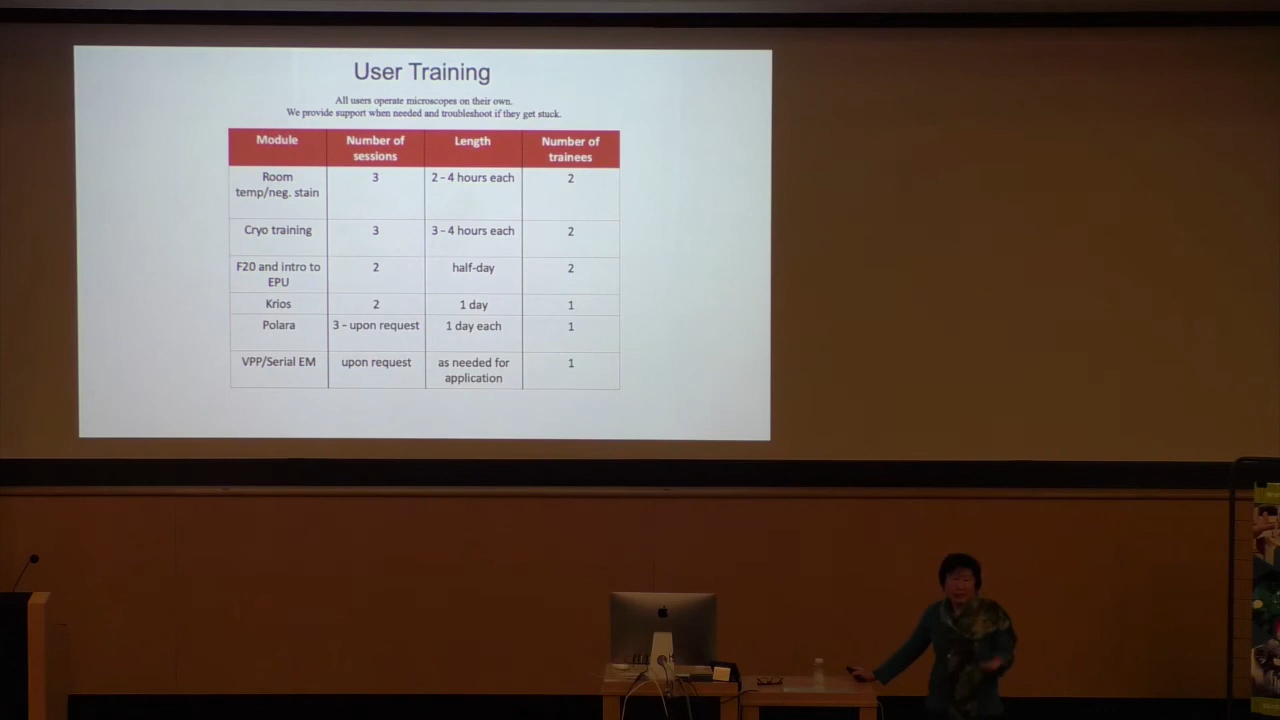 User Training
All users operate microscopes on their own.
We provide support when needed and troubleshoot if they get stuck.
Module
Number of
sessions
Length
Number of
trainees
Room
temp/neg. stain
3
2 – 4 hours each
2
Cryo training
3
3 – 4 hours each
2
F20 and intro to
EPU
2
half-day
2
Krios
2
1 day
1
Polara
3 – upon request
1 day each
1
VPP/Serial EM
upon request
as needed for
application
1